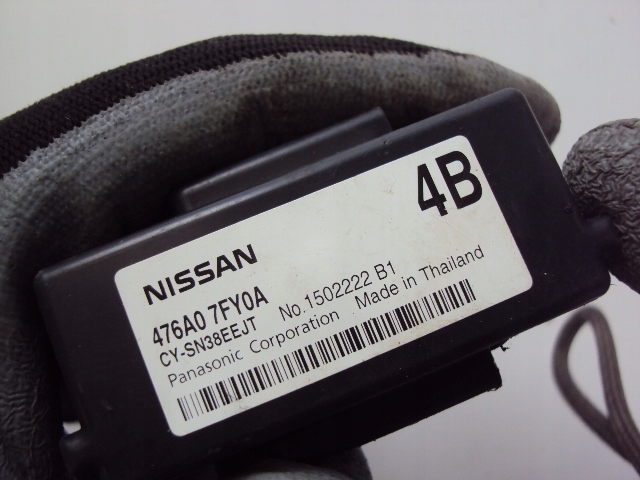 4B
NISSAN
476A0 7FY0A
CY-SN38EEJT No.1502222 B1
Panasonic Corporation Made in Thailand